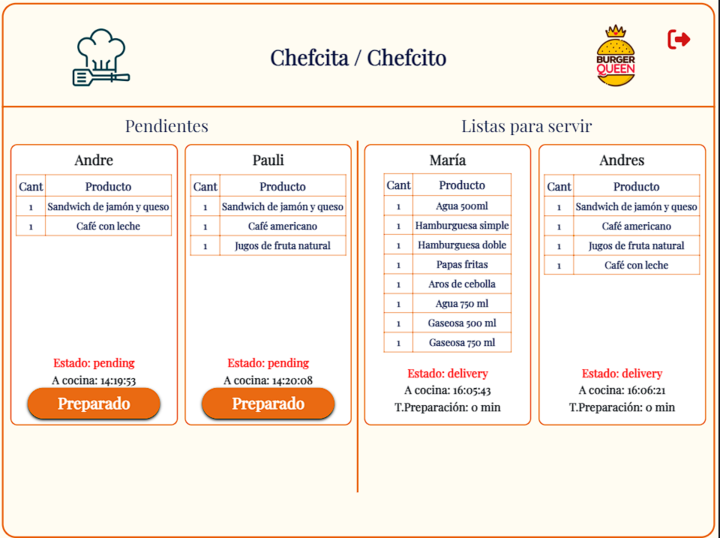 Chefcita / Chefcito
BURGER
QUEEN
Pendientes
Andre
Cant Producto
1 Sandwich de jamón y queso
1 Café con leche
Estado: pending
A cocina: 14:19:53
Preparado
Pauli
Cant Producto
1 Sandwich de jamón y queso
1 Café americano
1 Jugos de fruta natural
Estado: pending
A cocina: 14:20:08
Preparado
Listas para servir
María
Cant Producto
1 Agua 500ml
1 Hamburguesa simple
1 Hamburguesa doble
1 Papas fritas
1 Aros de cebolla
1 Agua 750 ml
1 Gaseosa 500 ml
1 Gaseosa 750 ml
Estado: delivery
A cocina: 16:05:43
T.Preparación: 0 min
Andres
Cant Producto
1 Sandwich de jamón y queso
1 Café americano
1 Jugos de fruta natural
1 Café con leche
Estado: delivery
A cocina: 16:06:21
T.Preparación: 0 min